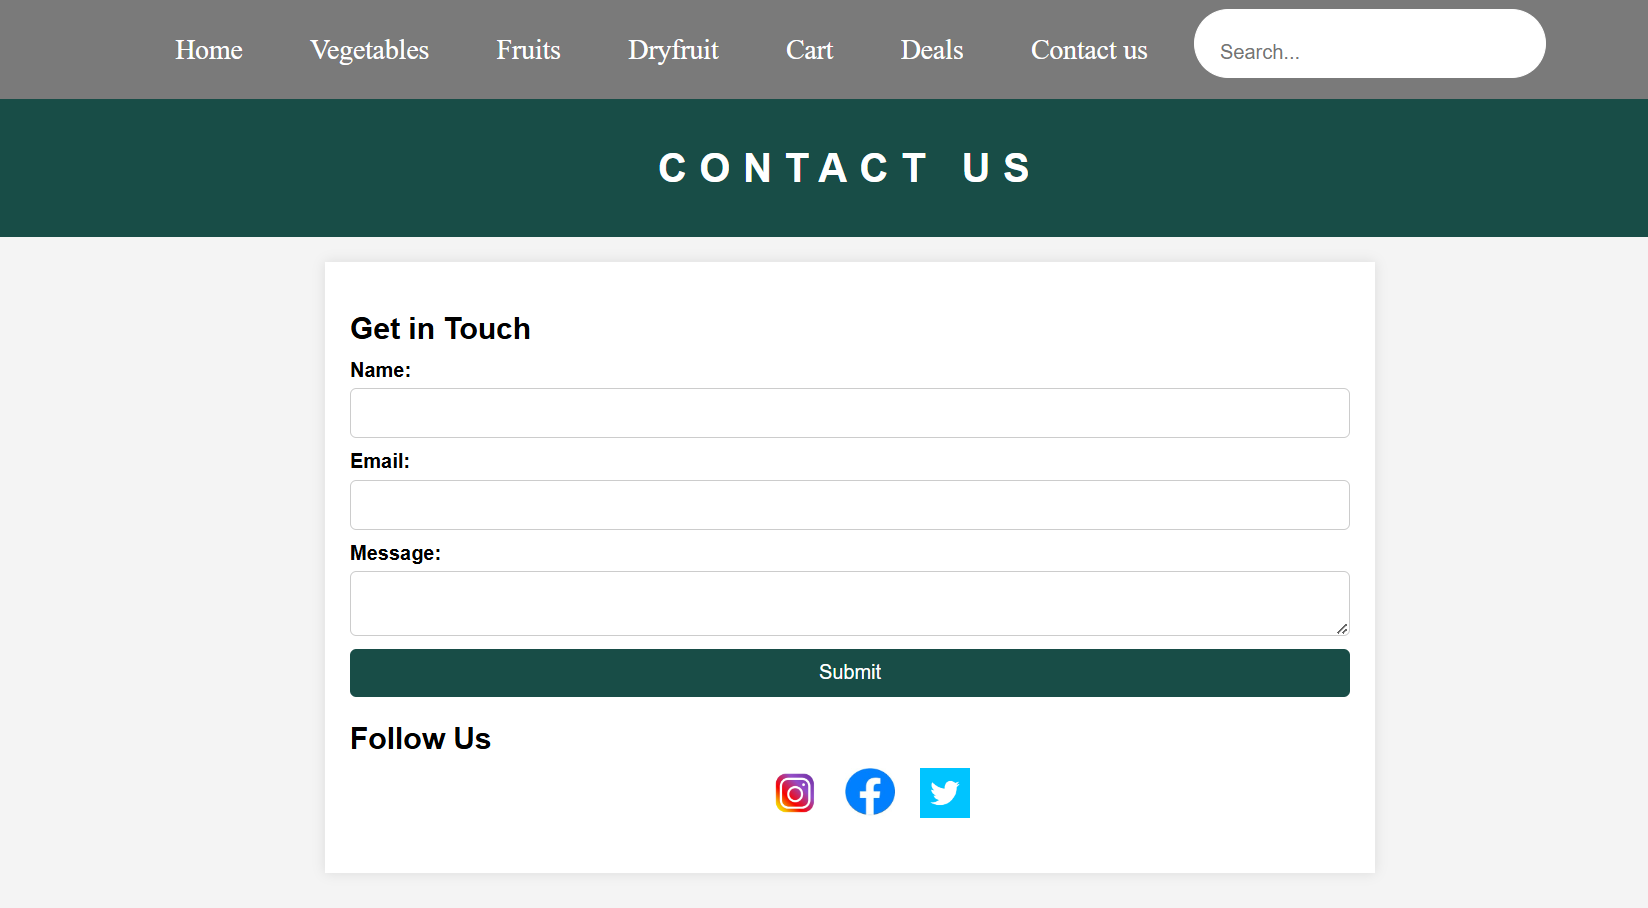 Home Vegetables Fruits Dryfruit Cart Deals Contact us Search...
CONTACT US
Get in Touch
Name:
Email:
Message:
Submit
Follow Us